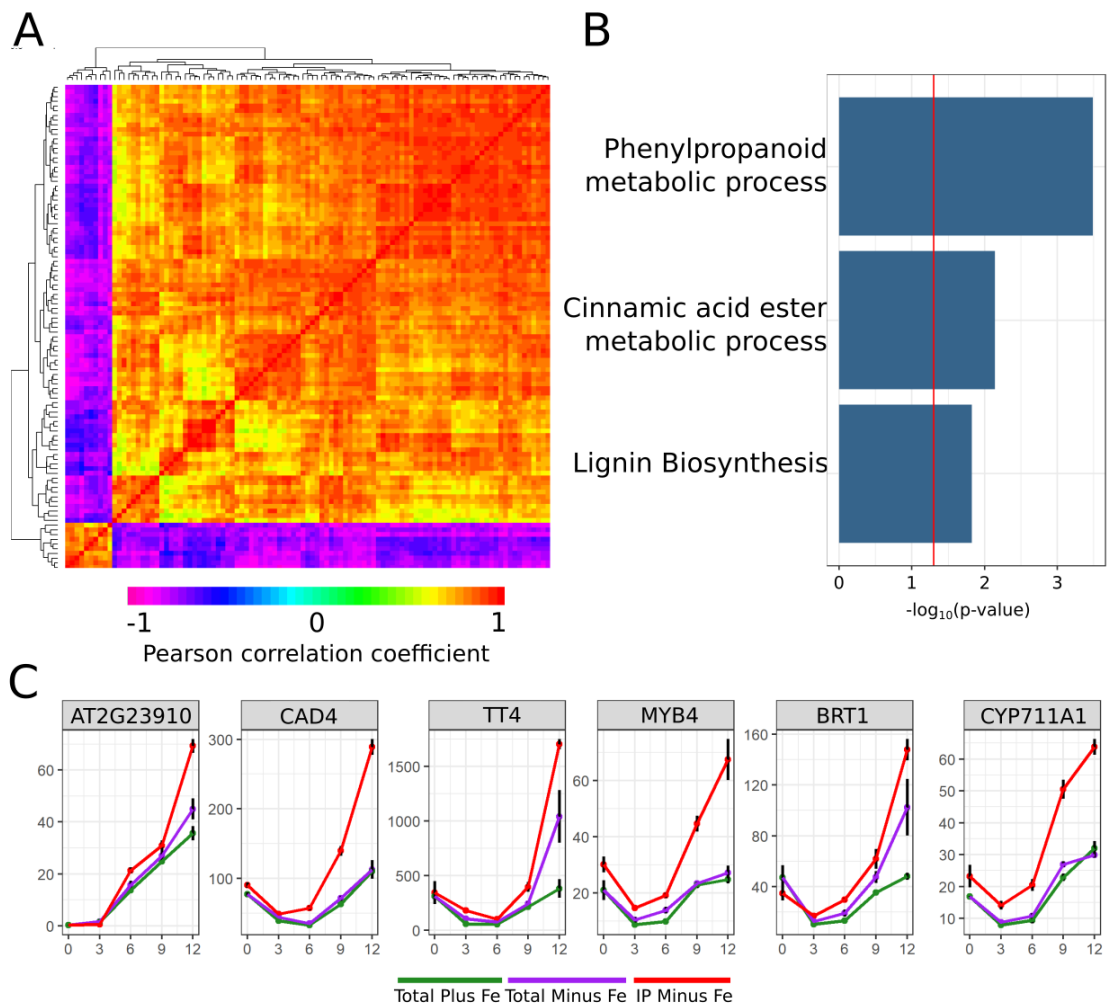 A
B
Phenylpropanoid
metabolic process
Cinnamic acid ester
metabolic process
Lignin Biosynthesis
0 1 2 3
-log₁₀(p-value)
-1 0 1
Pearson correlation coefficient
C
AT2G23910 CAD4 TT4 MYB4 BRT1 CYP711A1
60
40
20
0
0 3 6 9 12
300
200
100
0 3 6 9 12
1500
1000
500
0
0 3 6 9 12
60
40
20
0 3 6 9 12
160
120
80
40
0 3 6 9 12
60
50
40
30
20
10
0 3 6 9 12
Total Plus Fe Total Minus Fe IP Minus Fe